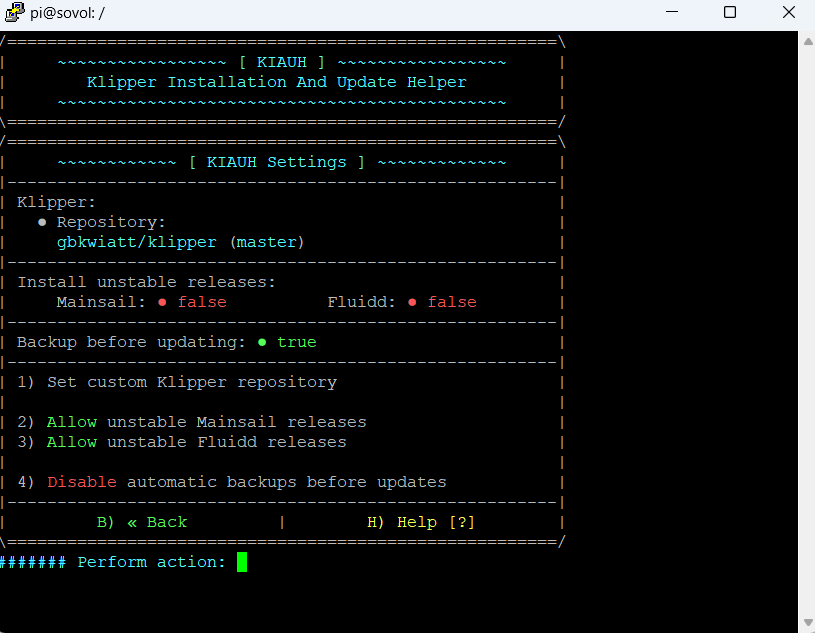 pi@sovol: /
/=======================================================\
|     ~~~~~~~~~~~~~~~~~ [ KIAUH ] ~~~~~~~~~~~~~~~~~     |
|        Klipper Installation And Update Helper         |
|     ~~~~~~~~~~~~~~~~~~~~~~~~~~~~~~~~~~~~~~~~~~~~~     |
\=======================================================/
/=======================================================\
|     ~~~~~~~~~~~~ [ KIAUH Settings ] ~~~~~~~~~~~~~     |
|-------------------------------------------------------|
| Klipper:                                              |
|   ● Repository:                                       |
|     gbkwiatt/klipper (master)                         |
|-------------------------------------------------------|
| Install unstable releases:                            |
|     Mainsail: ● false          Fluidd: ● false        |
|-------------------------------------------------------|
| Backup before updating: ● true                        |
|-------------------------------------------------------|
| 1) Set custom Klipper repository                      |
|                                                       |
| 2) Allow unstable Mainsail releases                   |
| 3) Allow unstable Fluidd releases                     |
|                                                       |
| 4) Disable automatic backups before updates           |
|-------------------------------------------------------|
|         B) « Back         |        H) Help [?]        |
\=======================================================/
####### Perform action: